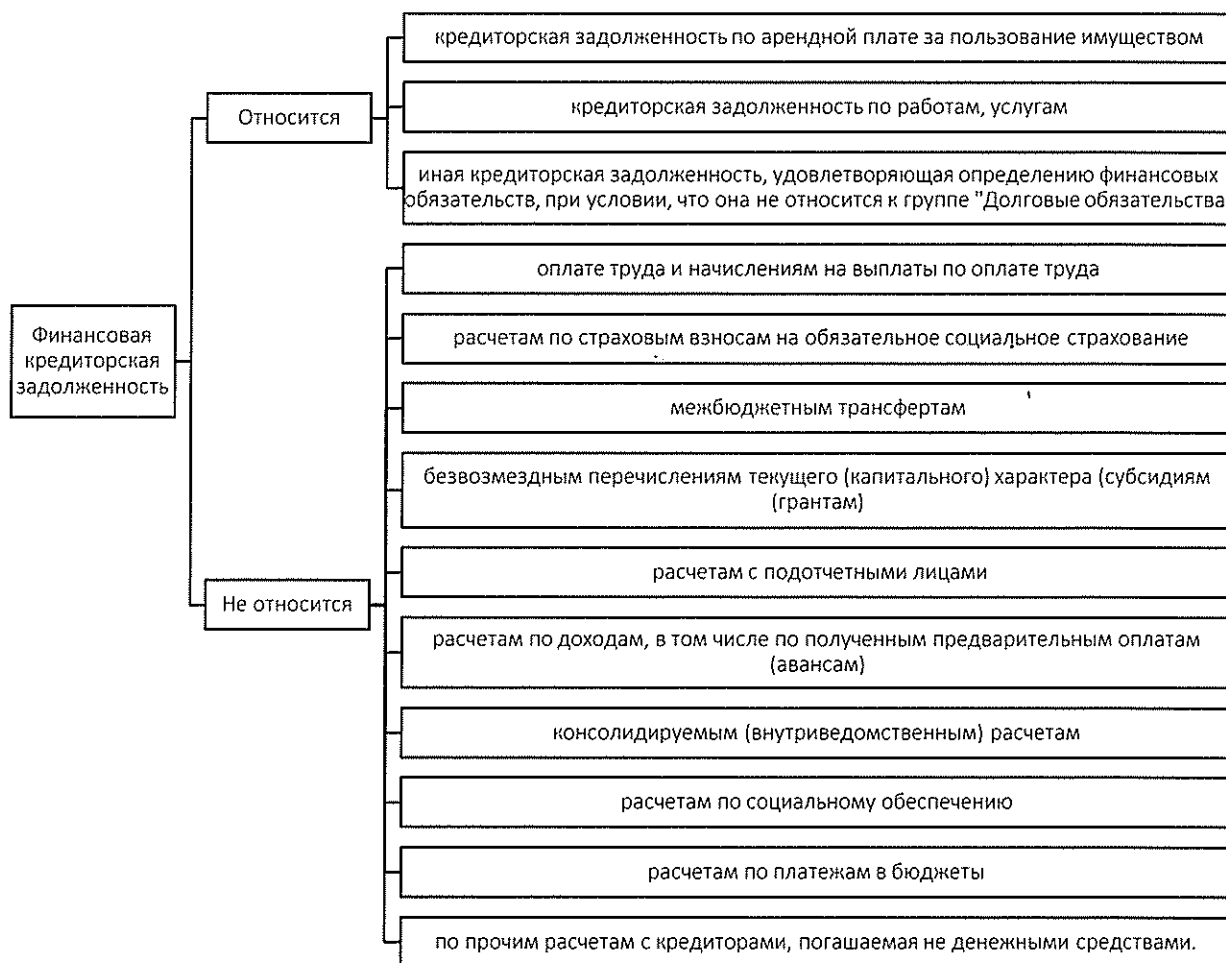 кредиторская задолженность по арендной плате за пользование имуществом
Относится
кредиторская задолженность по работам, услугам
иная кредиторская задолженность, удовлетворяющая определению финансовых
обязательств, при условии, что она не относится к группе "Долговые обязательства
Финансовая
кредиторская
задолженность
Не относится
оплате труда и начислениям на выплаты по оплате труда
расчетам по страховым взносам на обязательное социальное страхование
межбюджетным трансфертам
безвозмездным перечислениям текущего (капитального) характера (субсидиям
(грантам)
расчетам с подотчетными лицами
расчетам по доходам, в том числе по полученным предварительным оплатам
(авансам)
консолидируемым (внутриведомственным) расчетам
расчетам по социальному обеспечению
расчетам по платежам в бюджеты
по прочим расчетам с кредиторами, погашаемая не денежными средствами.